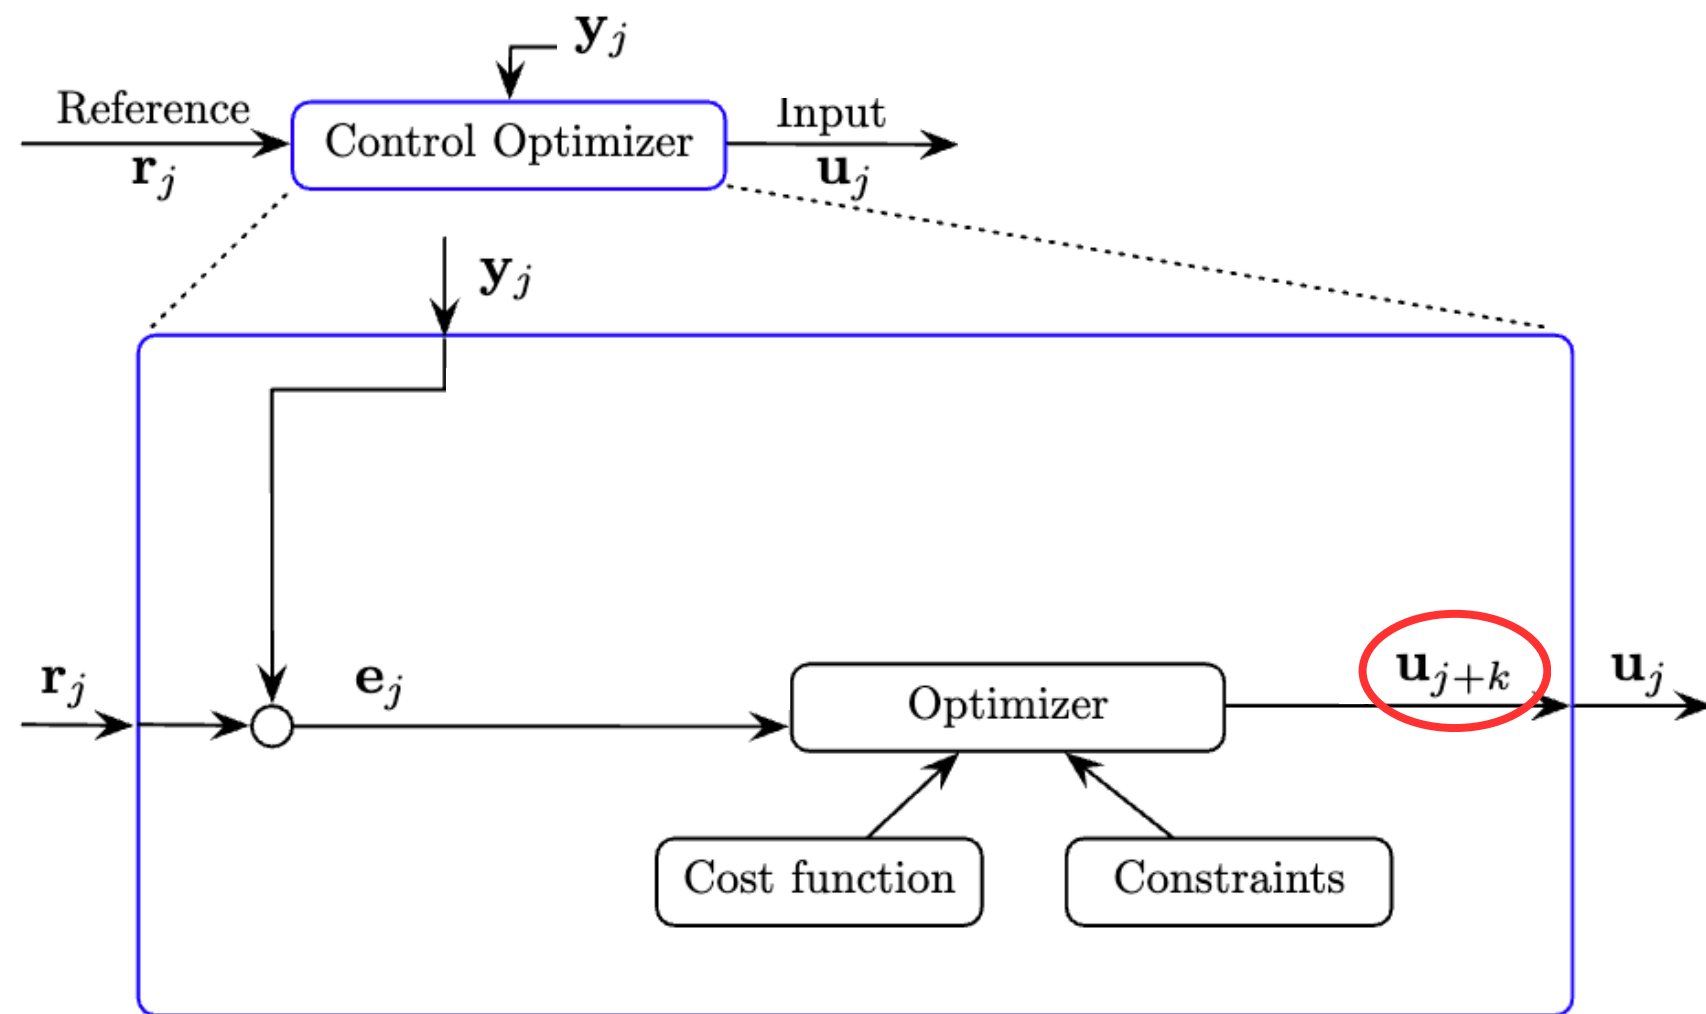 y_j
Reference
Control Optimizer
Input
r_j
u_j
y_j
r_j
e_j
Optimizer
u_{j+k}
u_j
Cost function
Constraints